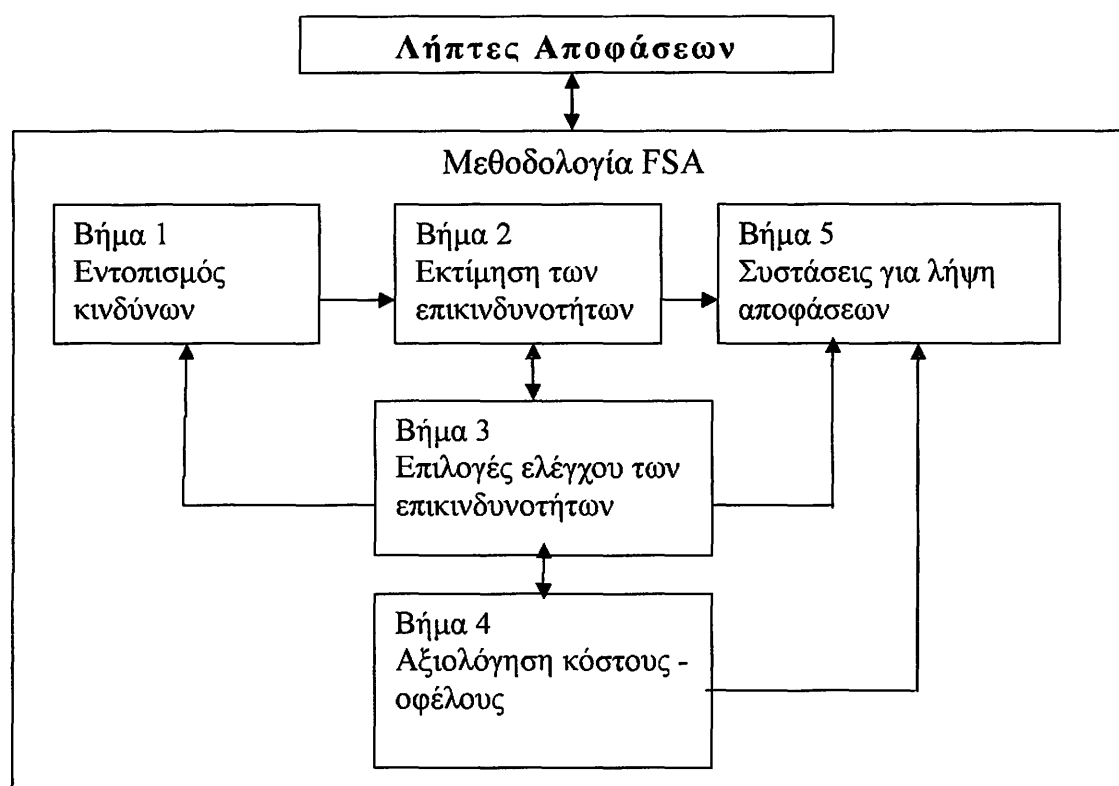 Λήπτες Αποφάσεων
Μεθοδολογία FSA
Βήμα 1
Εντοπισμός
κινδύνων
Βήμα 2
Εκτίμηση των
επικινδυνοτήτων
Βήμα 5
Συστάσεις για λήψη
αποφάσεων
Βήμα 3
Επιλογές ελέγχου των
επικινδυνοτήτων
Βήμα 4
Αξιολόγηση κόστους -
οφέλους